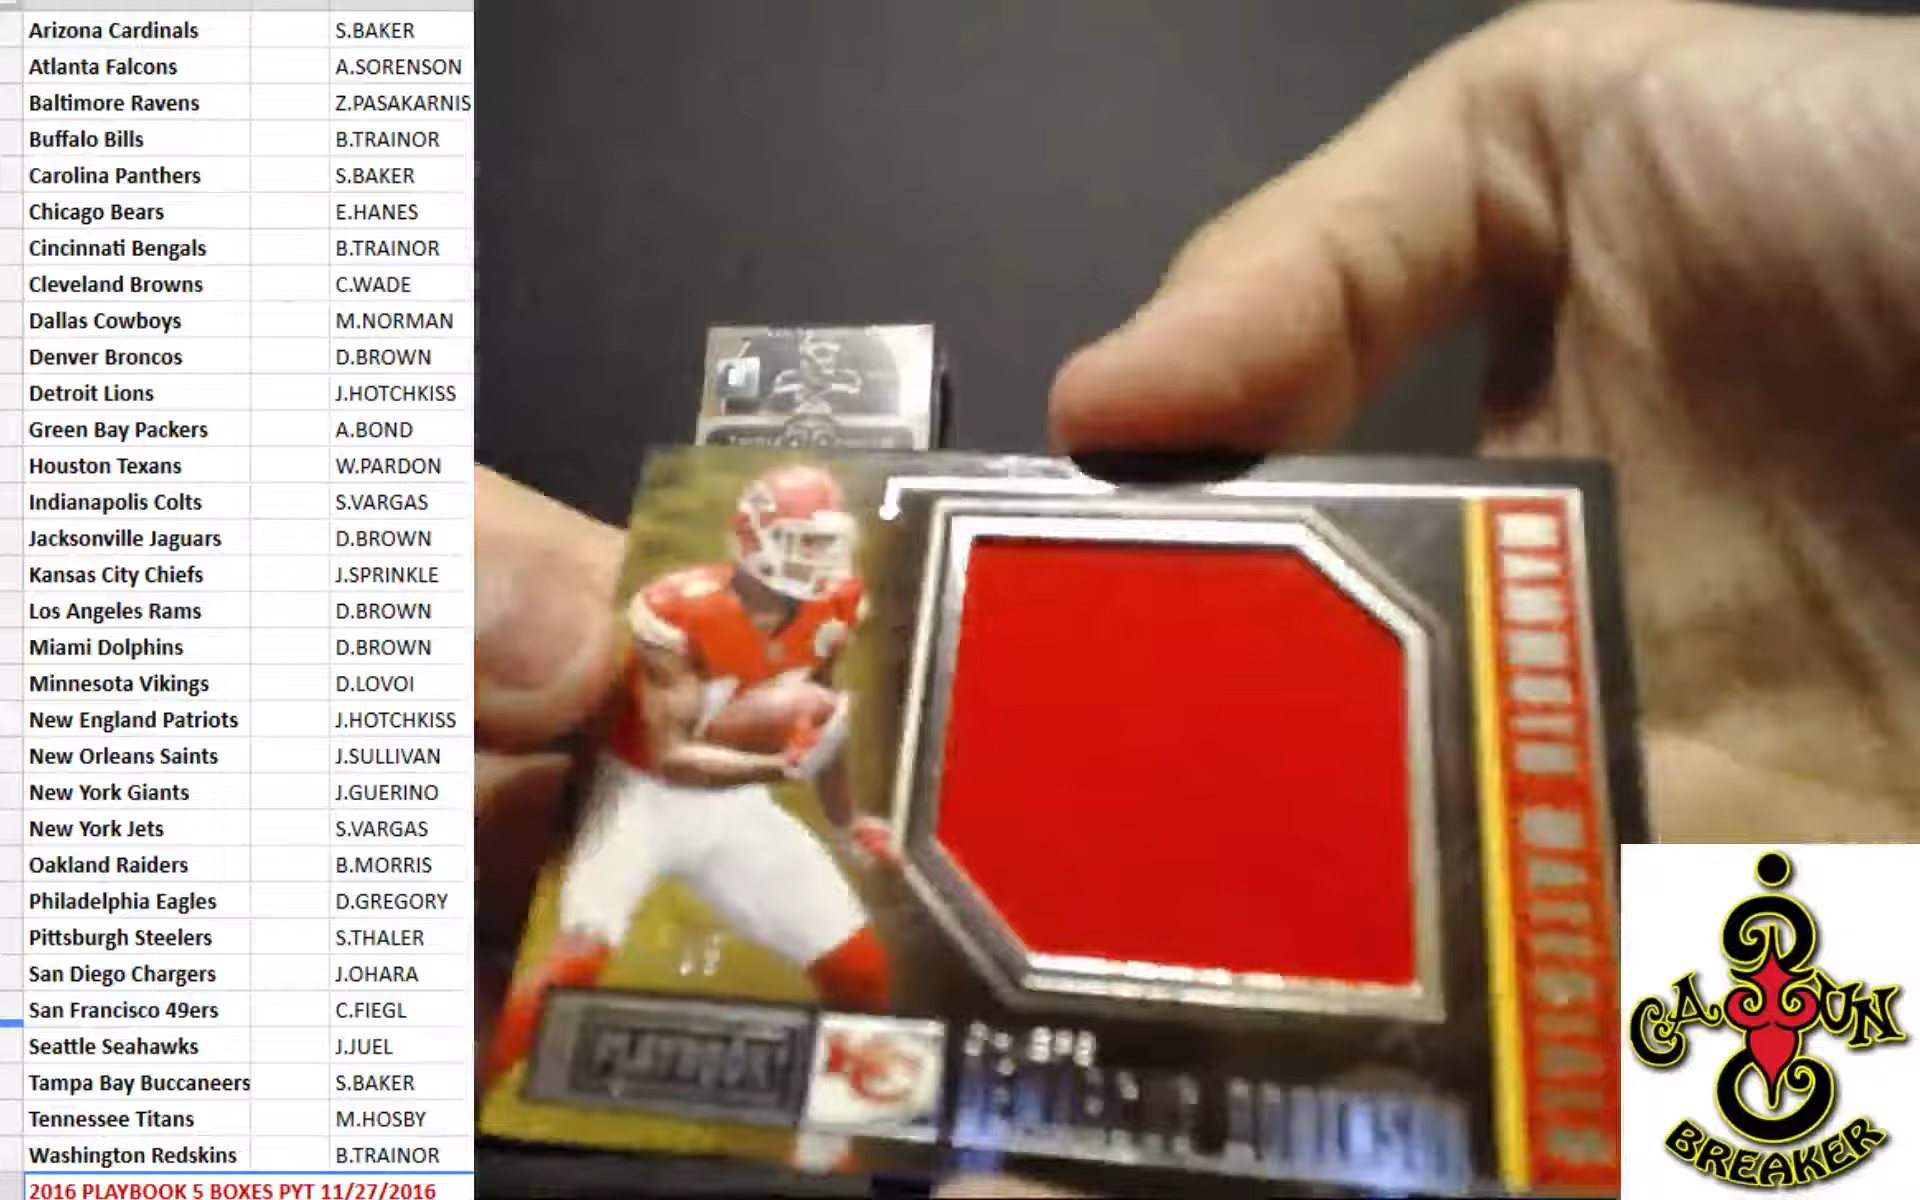 Arizona Cardinals S.BAKER
Atlanta Falcons A.SORENSON
Baltimore Ravens Z.PASAKARNIS
Buffalo Bills B.TRAINOR
Carolina Panthers S.BAKER
Chicago Bears E.HANES
Cincinnati Bengals B.TRAINOR
Cleveland Browns C.WADE
Dallas Cowboys M.NORMAN
Denver Broncos D.BROWN
Detroit Lions J.HOTCHKISS
Green Bay Packers A.BOND
Houston Texans W.PARDON
Indianapolis Colts S.VARGAS
Jacksonville Jaguars D.BROWN
Kansas City Chiefs J.SPRINKLE
Los Angeles Rams D.BROWN
Miami Dolphins D.BROWN
Minnesota Vikings D.LOVOI
New England Patriots J.HOTCHKISS
New Orleans Saints J.SULLIVAN
New York Giants J.GUERINO
New York Jets S.VARGAS
Oakland Raiders B.MORRIS
Philadelphia Eagles D.GREGORY
Pittsburgh Steelers S.THALER
San Diego Chargers J.OHARA
San Francisco 49ers C.FIEGL
Seattle Seahawks J.JUEL
Tampa Bay Buccaneers S.BAKER
Tennessee Titans M.HOSBY
Washington Redskins B.TRAINOR
2016 PLAYBOOK 5 BOXES PYT 11/27/2016
MAMMOTH MATERIALS
PLAYBOOK
KC
CAJUN
BREAKER